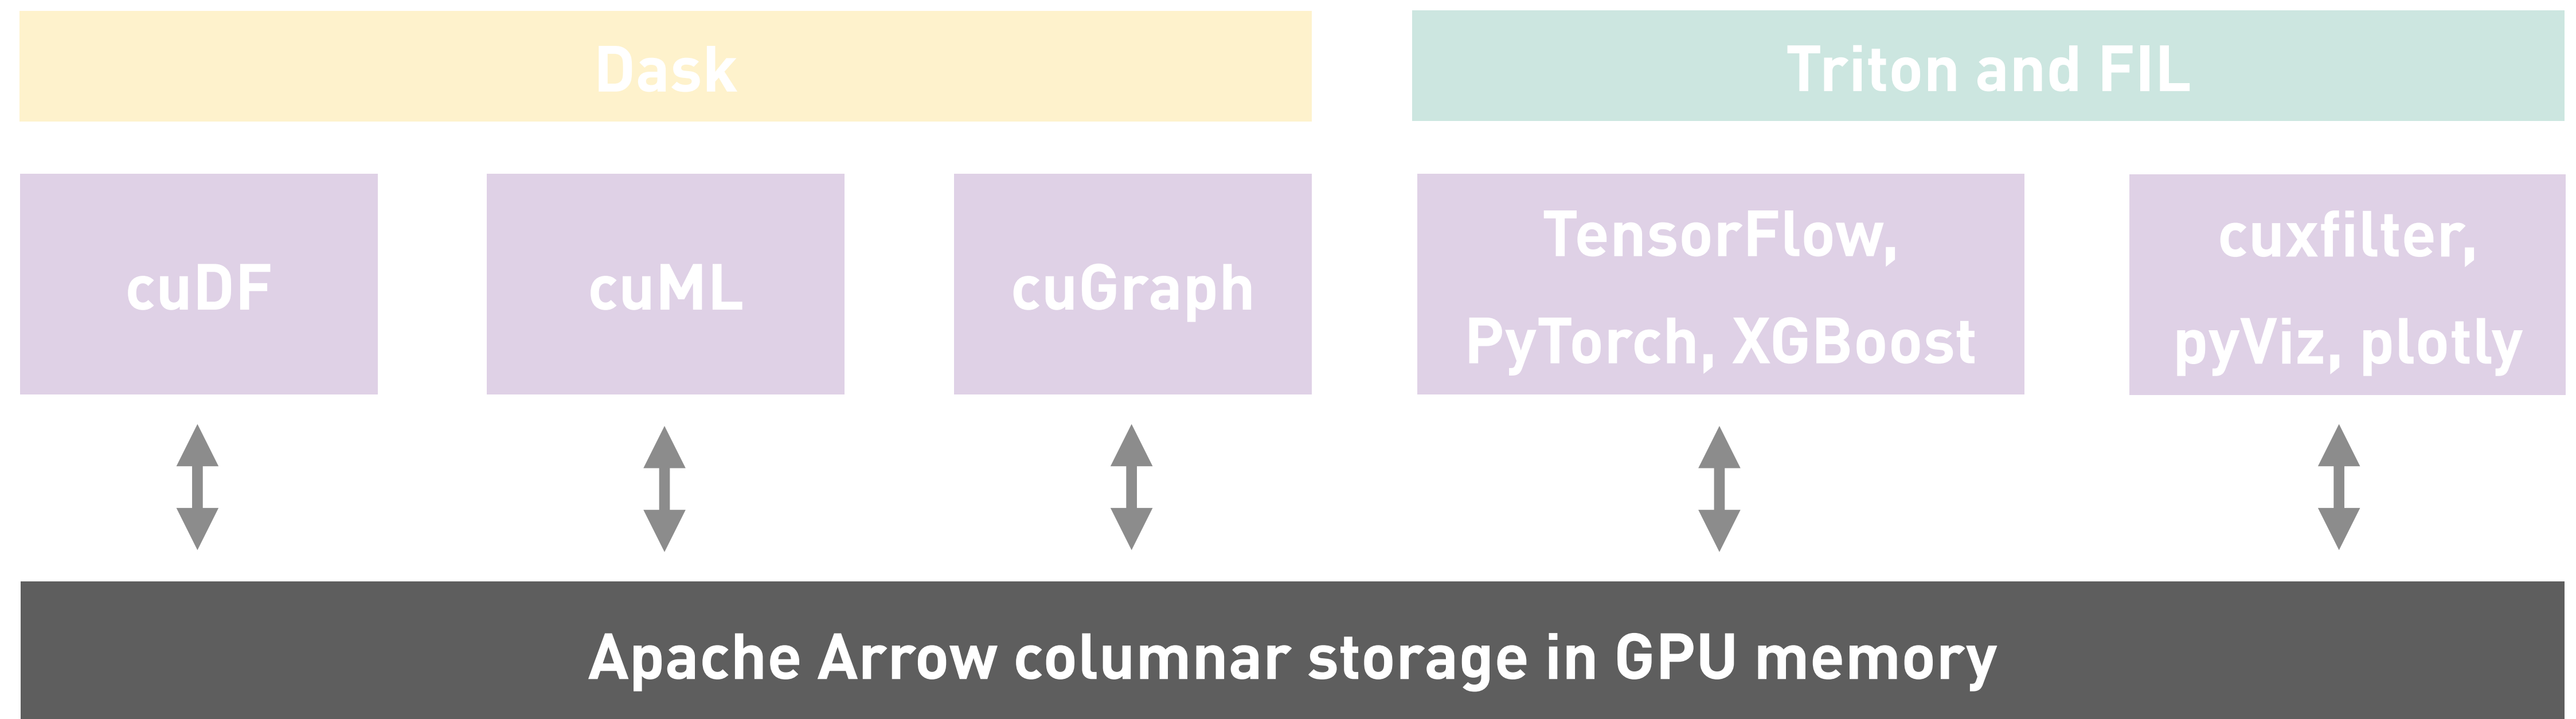 Dask
Triton and FIL
cuDF
cuML
cuGraph
TensorFlow,
PyTorch, XGBoost
cuxfilter,
pyViz, plotly
Apache Arrow columnar storage in GPU memory